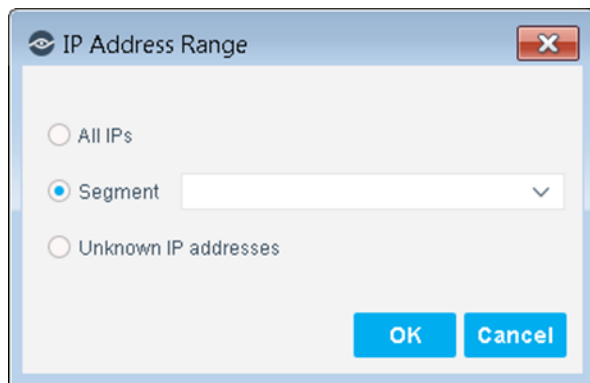 IP Address Range
All IPs
Segment
Unknown IP addresses
OK Cancel